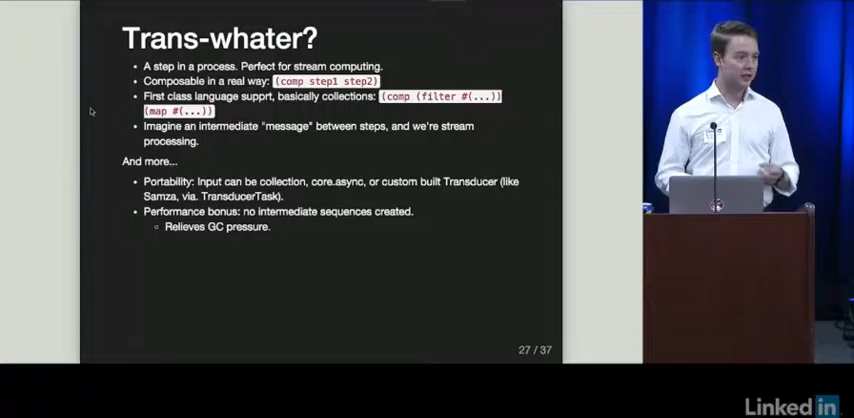 Trans-whater?
A step in a process. Perfect for stream computing.
Composable in a real way: (comp step1 step2)
First class language supprt, basically collections: (comp (filter #(...))
(map #(...))
Imagine an intermediate "message" between steps, and we're stream
processing.
And more...
Portability: Input can be collection, core.async, or custom built Transducer (like
Samza, via. TransducerTask).
Performance bonus: no intermediate sequences created.
Relieves GC pressure.
27 / 37
LinkedIn